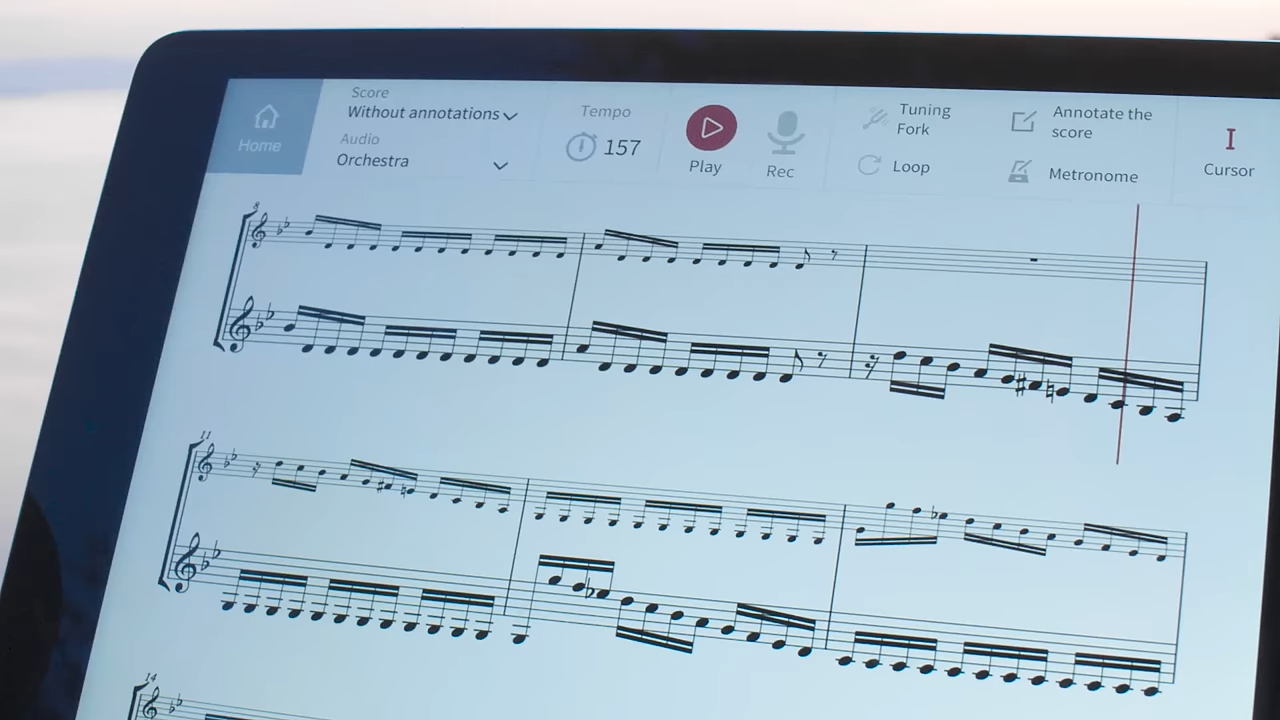 Home
Score
Without annotations
Audio
Orchestra
Tempo
157
Play
Rec
Tuning
Fork
Loop
Annotate the
score
Metronome
Cursor
8
11
14